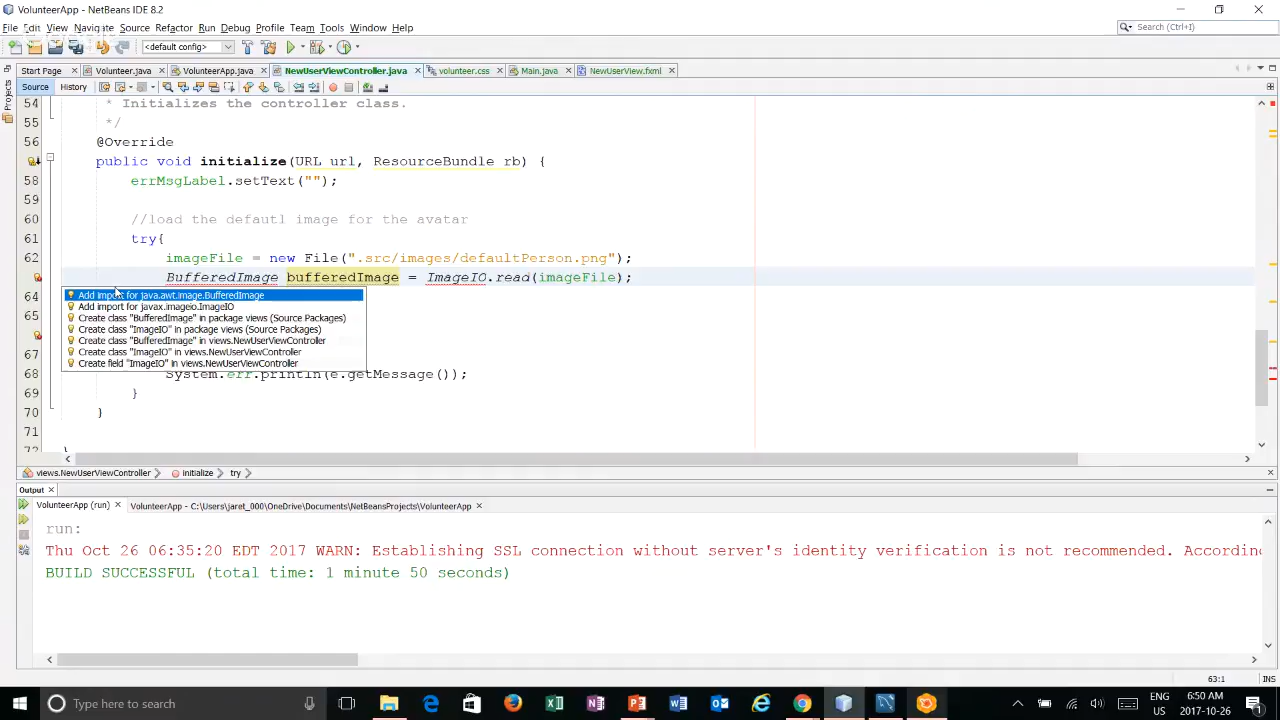 VolunteerApp - NetBeans IDE 8.2
File Edit View Navigate Source Refactor Run Debug Profile Team Tools Window Help
Search (Ctrl+I)
<default config>
Start Page Volunteer.java VolunteerApp.java NewUserViewController.java volunteer.css Main.java NewUserView.fxml
Projects
Source History
54 * Initializes the controller class.
55 */
56 @Override
public void initialize(URL url, ResourceBundle rb) {
58 errMsgLabel.setText("");
59
60 //load the defautl image for the avatar
61 try{
62 imageFile = new File(".src/images/defaultPerson.png");
BufferedImage bufferedImage = ImageIO.read(imageFile);
64
65
67
68 System.err.println(e.getMessage());
69 }
70 }
71
72 }
Add import for java.awt.image.BufferedImage
Add import for javax.imageio.ImageIO
Create class "BufferedImage" in package views (Source Packages)
Create class "ImageIO" in package views (Source Packages)
Create class "BufferedImage" in views.NewUserViewController
Create class "ImageIO" in views.NewUserViewController
Create field "ImageIO" in views.NewUserViewController
views.NewUserViewController initialize try
Output
VolunteerApp (run) VolunteerApp - C:\Users\jaret_000\OneDrive\Documents\NetBeansProjects\VolunteerApp
run:
Thu Oct 26 06:35:20 EDT 2017 WARN: Establishing SSL connection without server's identity verification is not recommended. According
BUILD SUCCESSFUL (total time: 1 minute 50 seconds)
63:1 INS
Type here to search
ENG
US
6:50 AM
2017-10-26